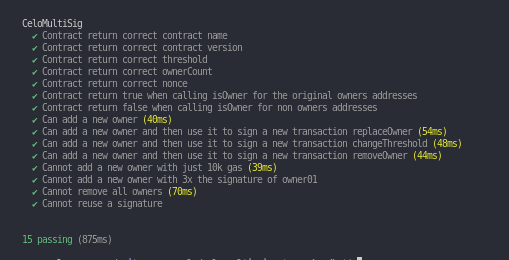 CeloMultiSig
✔ Contract return correct contract name
✔ Contract return correct contract version
✔ Contract return correct threshold
✔ Contract return correct ownerCount
✔ Contract return correct nonce
✔ Contract return true when calling isOwner for the original owners addresses
✔ Contract return false when calling isOwner for non owners addresses
✔ Can add a new owner (40ms)
✔ Can add a new owner and then use it to sign a new transaction replaceOwner (54ms)
✔ Can add a new owner and then use it to sign a new transaction changeThreshold (48ms)
✔ Can add a new owner and then use it to sign a new transaction removeOwner (44ms)
✔ Cannot add a new owner with just 10k gas (39ms)
✔ Cannot add a new owner with 3x the signature of owner01
✔ Cannot remove all owners (70ms)
✔ Cannot reuse a signature
15 passing (875ms)